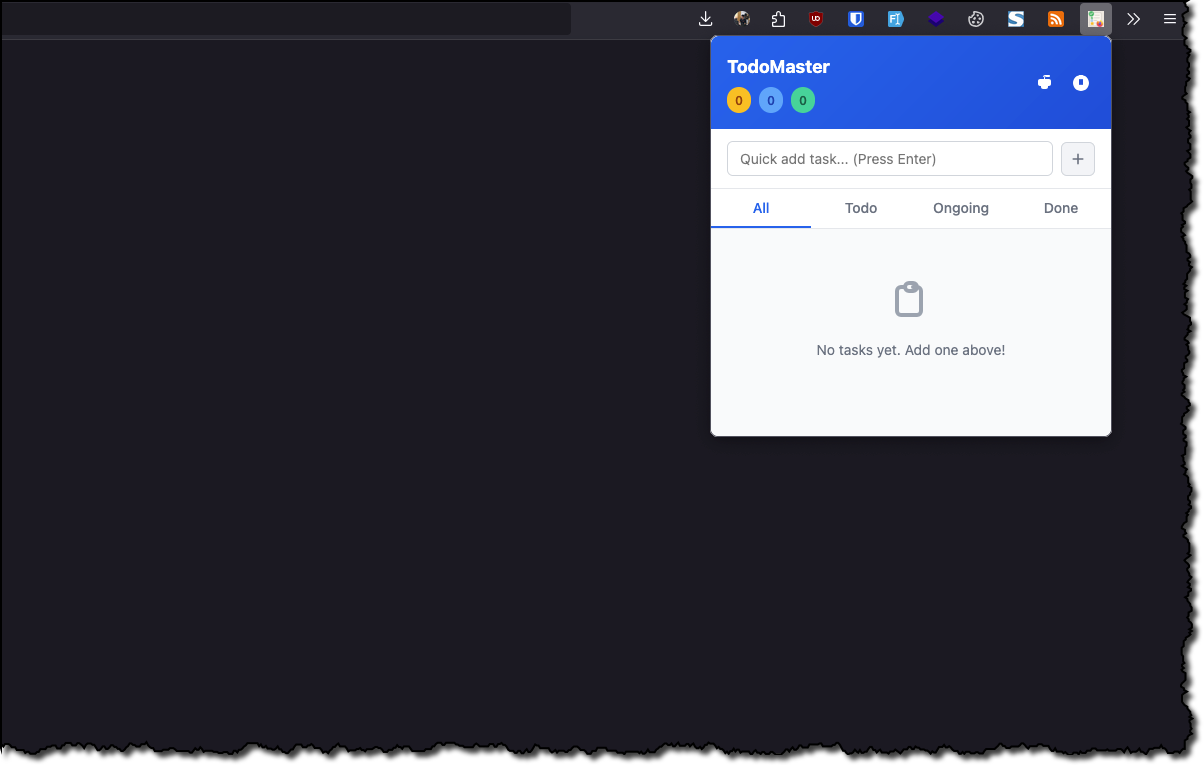 UD
TodoMaster
0 0 0
Quick add task... (Press Enter)
All Todo Ongoing Done
No tasks yet. Add one above!